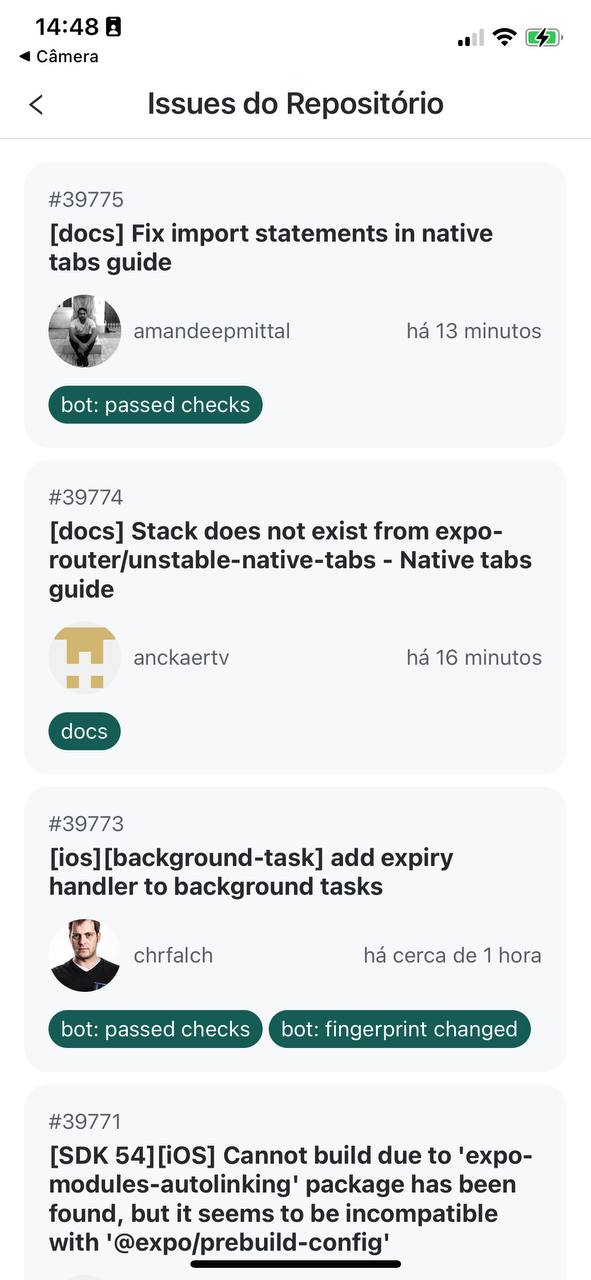 14:48
Câmera
Issues do Repositório
#39775
[docs] Fix import statements in native
tabs guide
amandeepmittal
há 13 minutos
bot: passed checks
#39774
[docs] Stack does not exist from expo-
router/unstable-native-tabs - Native tabs
guide
anckaertv
há 16 minutos
docs
#39773
[ios][background-task] add expiry
handler to background tasks
chrfalch
há cerca de 1 hora
bot: passed checks
bot: fingerprint changed
#39771
[SDK 54][iOS] Cannot build due to 'expo-
modules-autolinking' package has been
found, but it seems to be incompatible
with '@expo/prebuild-config'